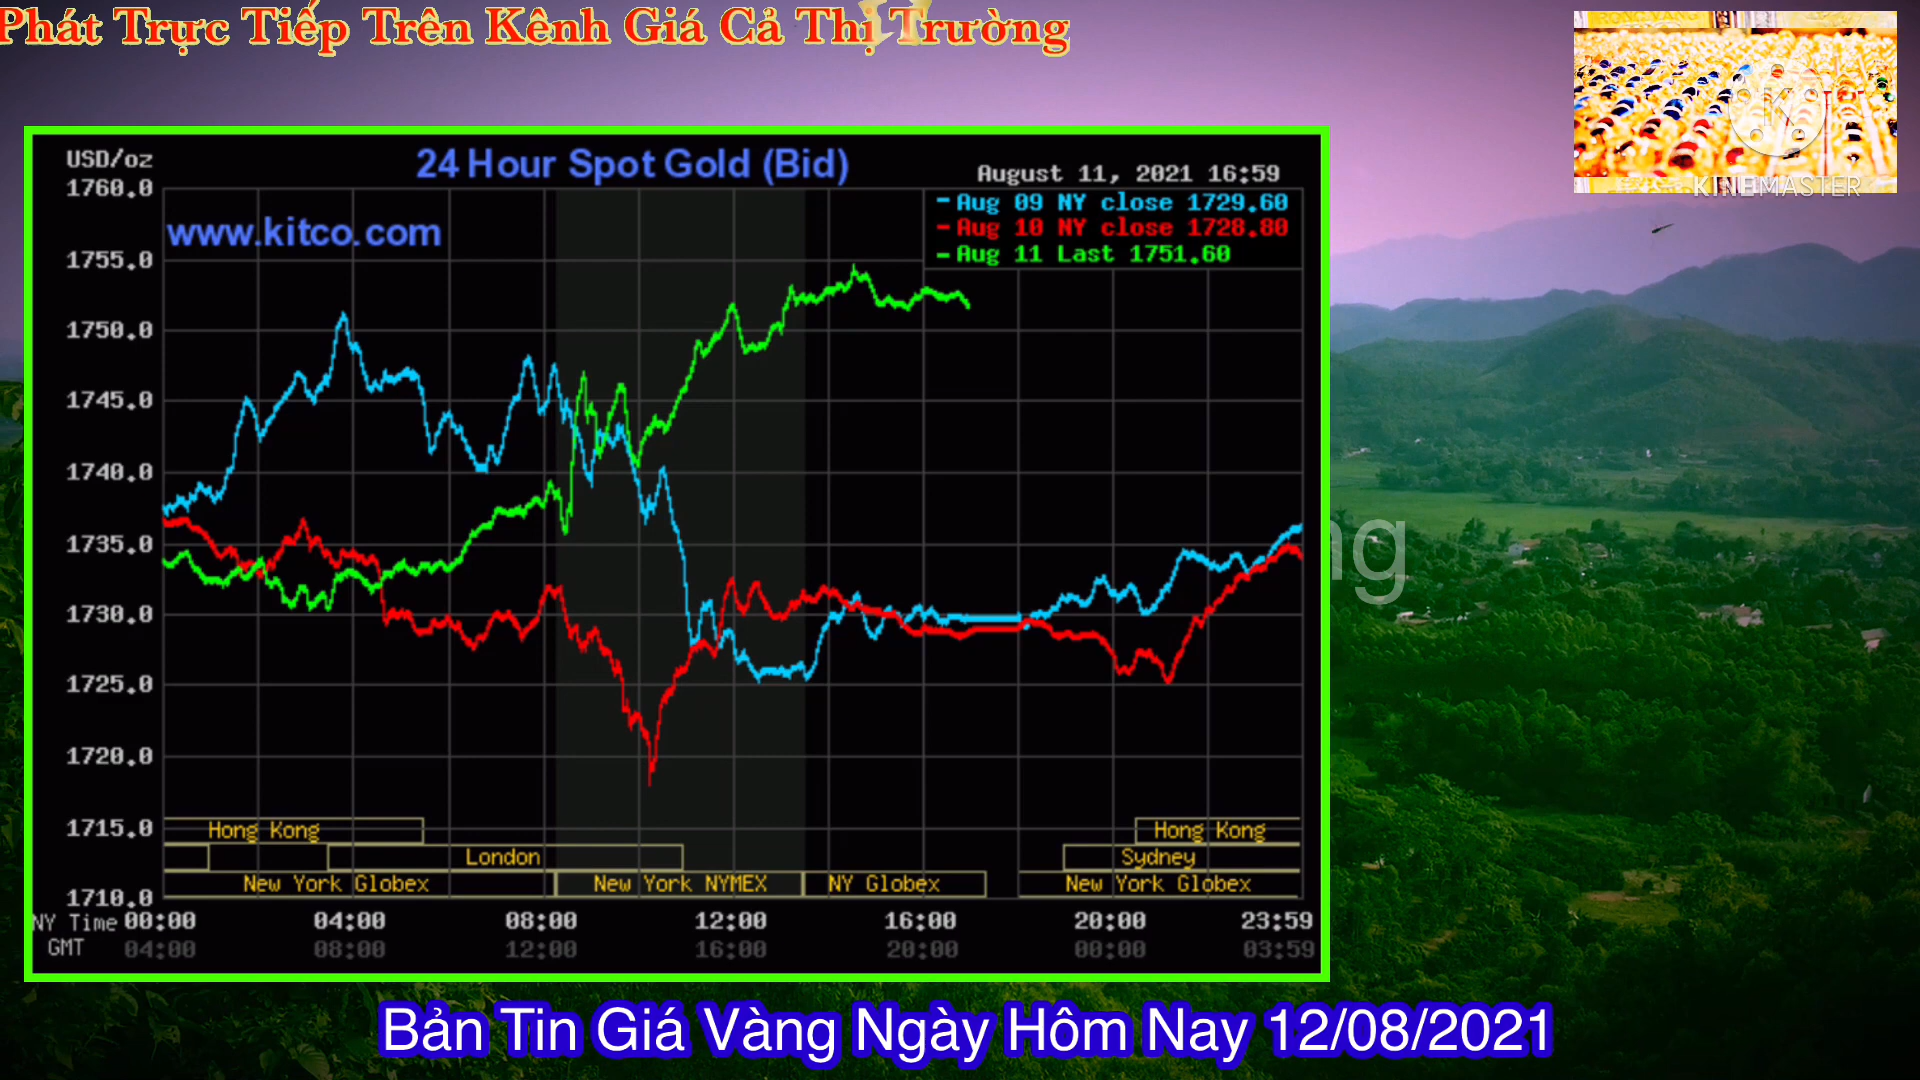 Phát Trực Tiếp Trên Kênh Giá Cả Thị Trường
KINEMASTER
USD/oz
24 Hour Spot Gold (Bid)
August 11, 2021 16:59
www.kitco.com
Aug 09 NY close 1729.60
Aug 10 NY close 1728.80
Aug 11 Last 1751.60
1760.0
1755.0
1750.0
1745.0
1740.0
1735.0
1730.0
1725.0
1720.0
1715.0
1710.0
Hong Kong
Hong Kong
London
Sydney
New York Globex
New York NYMEX
NY Globex
New York Globex
NY Time 00:00 04:00 08:00 12:00 16:00 20:00 23:59
GMT 04:00 08:00 12:00 16:00 20:00 00:00 03:59
ng
Bản Tin Giá Vàng Ngày Hôm Nay 12/08/2021